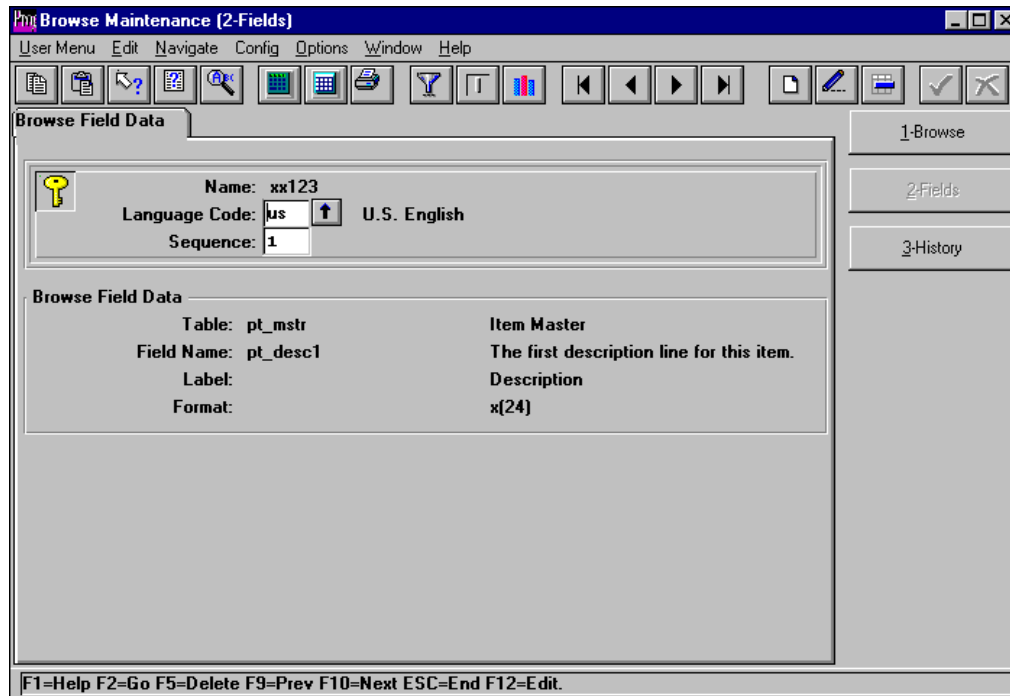 Browse Maintenance (2-Fields)
User Menu Edit Navigate Config Options Window Help
Browse Field Data
1-Browse
2-Fields
3-History
Name: xx123
Language Code: us U.S. English
Sequence: 1
Browse Field Data
Table: pt_mstr Item Master
Field Name: pt_desc1 The first description line for this item.
Label: Description
Format: x(24)
F1=Help F2=Go F5=Delete F9=Prev F10=Next ESC=End F12=Edit.